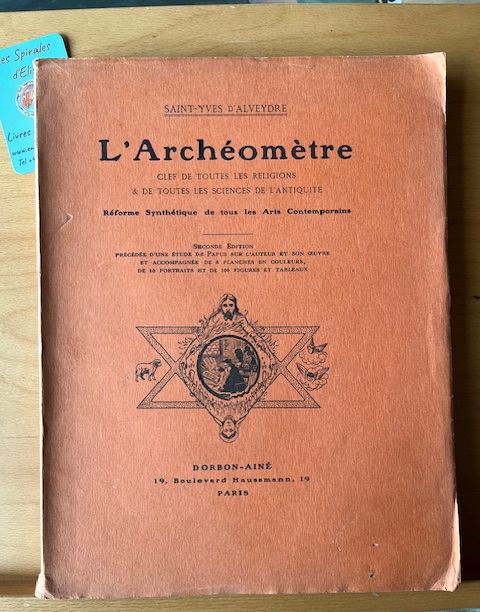 es Spirales
Livres
SAINT-YVES D'ALVEYDRE
L'Archéomètre
CLEF DE TOUTES LES RELIGIONS
& DE TOUTES LES SCIENCES DE L'ANTIQUITÉ
Réforme Synthétique de tous les Arts Contemporains
SECONDE EDITION
PRÉCÉDÉE D'UNE ÉTUDE DE PAPUS SUR L'AUTEUR ET SON ŒUVRE
ET ACCOMPAGNÉE DE 8 PLANCHES EN COULEURS,
DE 10 PORTRAITS ET DE 100 FIGURES ET TABLEAUX
DORBON-AINÉ
19, Boulevard Haussmann, 19
PARIS